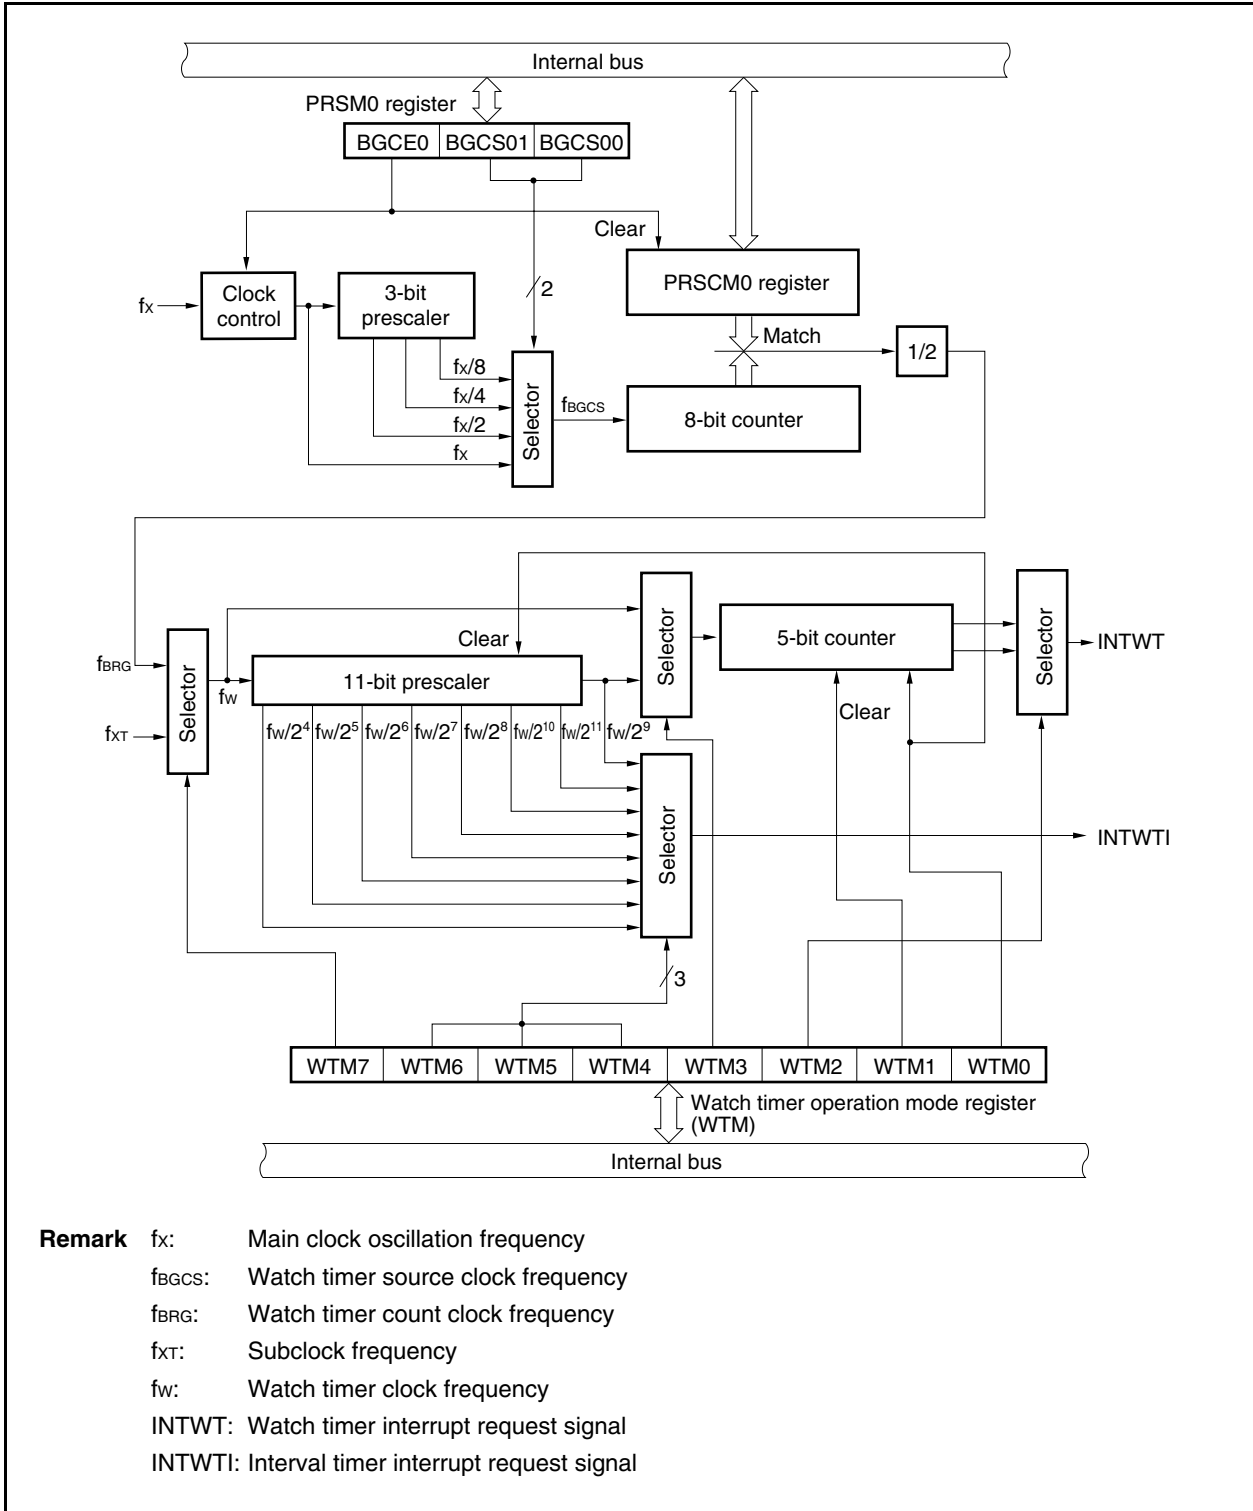 Internal bus
PRSM0 register
BGCE0 BGCS01 BGCS00
Clear
PRSCM0 register
fX
Clock control
3-bit prescaler
2
Match
1/2
fX/8
fX/4
fX/2
fX
Selector
fBGCS
8-bit counter
fBRG
fXT
Selector
fW
Clear
11-bit prescaler
Selector
5-bit counter
Selector
INTWT
Clear
fW/2⁴ fW/2⁵ fW/2⁶ fW/2⁷ fW/2⁸ fW/2¹⁰ fW/2¹¹ fW/2⁹
Selector
INTWTI
3
WTM7 WTM6 WTM5 WTM4 WTM3 WTM2 WTM1 WTM0
Watch timer operation mode register
(WTM)
Internal bus
Remark fX: Main clock oscillation frequency
fBGCS: Watch timer source clock frequency
fBRG: Watch timer count clock frequency
fXT: Subclock frequency
fW: Watch timer clock frequency
INTWT: Watch timer interrupt request signal
INTWTI: Interval timer interrupt request signal